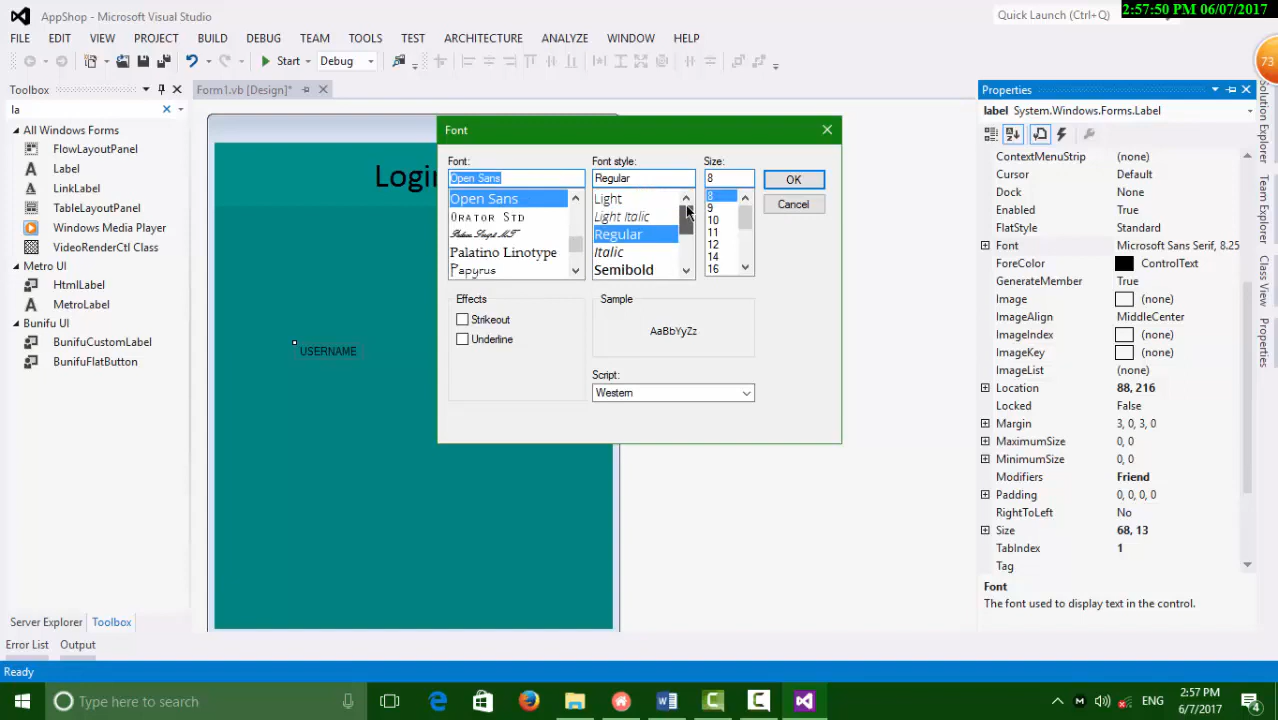 AppShop - Microsoft Visual Studio
Quick Launch (Ctrl+Q)
2:57:50 PM 06/07/2017
FILE EDIT VIEW PROJECT BUILD DEBUG TEAM TOOLS TEST ARCHITECTURE ANALYZE WINDOW HELP
Start Debug
73
Toolbox
la
All Windows Forms
FlowLayoutPanel
Label
LinkLabel
TableLayoutPanel
Windows Media Player
VideoRenderCtl Class
Metro UI
HtmlLabel
MetroLabel
Bunifu UI
BunifuCustomLabel
BunifuFlatButton
Server Explorer Toolbox
Error List Output
Ready
Form1.vb [Design]*
USERNAME
Font
Font:
Open Sans
Open Sans
Orator Std
Palatino Linotype
Papyrus
Font style:
Regular
Light
Light Italic
Regular
Italic
Semibold
Size:
8
8
9
10
11
12
14
16
OK
Cancel
Effects
Strikeout
Underline
Sample
AaBbYyZz
Script:
Western
Properties
label System.Windows.Forms.Label
ContextMenuStrip (none)
Cursor Default
Dock None
Enabled True
FlatStyle Standard
Font Microsoft Sans Serif, 8.25
ForeColor ControlText
GenerateMember True
Image (none)
ImageAlign MiddleCenter
ImageIndex (none)
ImageKey (none)
ImageList (none)
Location 88, 216
Locked False
Margin 3, 0, 3, 0
MaximumSize 0, 0
MinimumSize 0, 0
Modifiers Friend
Padding 0, 0, 0, 0
RightToLeft No
Size 68, 13
TabIndex 1
Tag
Font
The font used to display text in the control.
Solution Explorer
Team Explorer
Class View
Properties
Type here to search
ENG
2:57 PM
6/7/2017
4